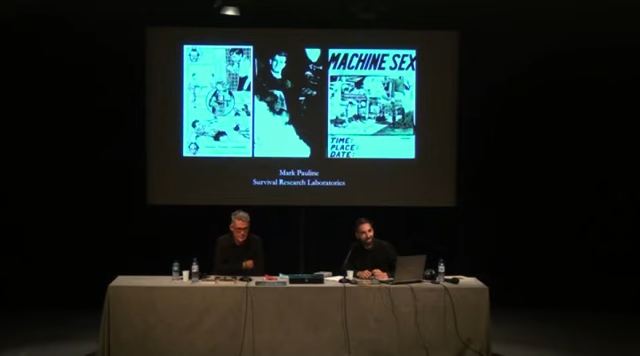 MACHINE SEX
TIME:
PLACE:
DATE:
Mark Pauline
Survival Research Laboratories